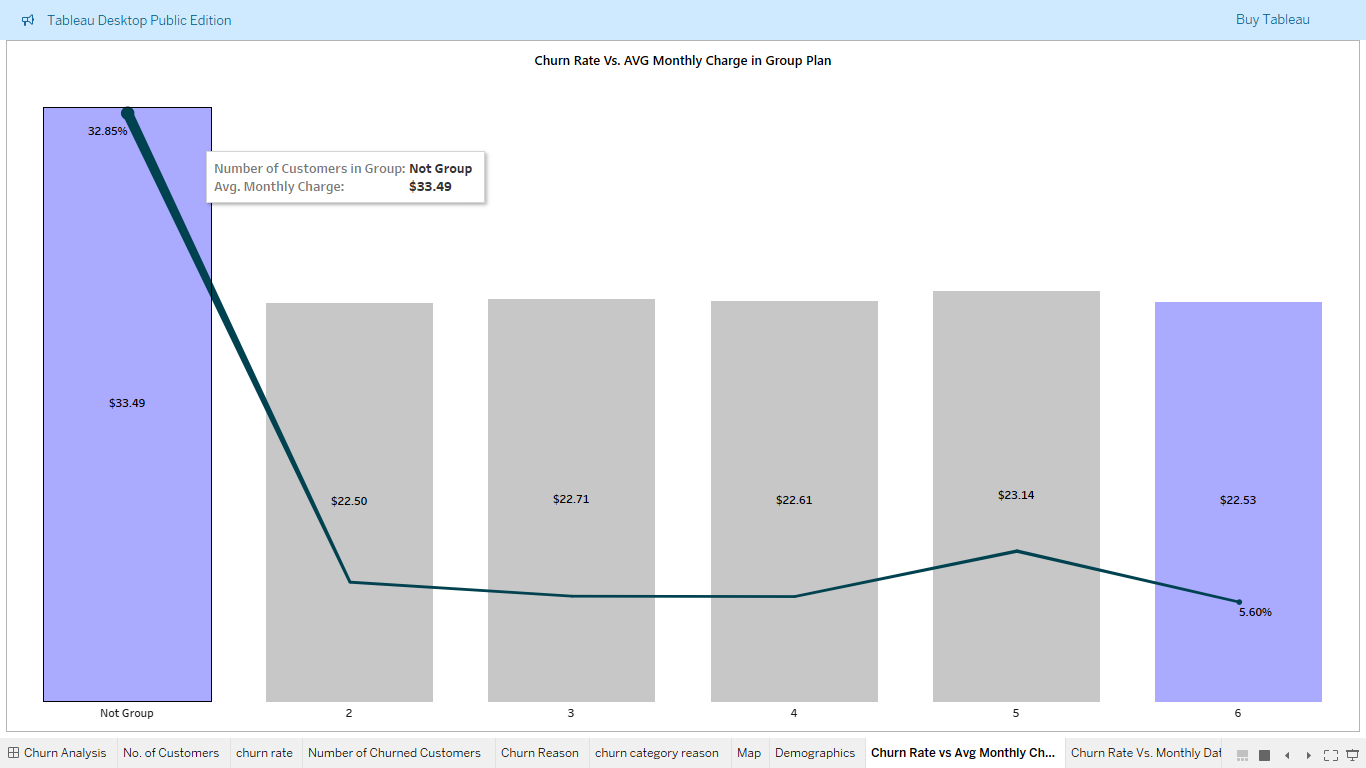 Tableau Desktop Public Edition
Buy Tableau
Churn Rate Vs. AVG Monthly Charge in Group Plan
32.85%
Number of Customers in Group: Not Group
Avg. Monthly Charge: $33.49
$33.49
$22.50
$22.71
$22.61
$23.14
$22.53
5.60%
Not Group 2 3 4 5 6
Churn Analysis No. of Customers churn rate Number of Churned Customers Churn Reason churn category reason Map Demographics Churn Rate vs Avg Monthly Ch... Churn Rate Vs. Monthly Dat